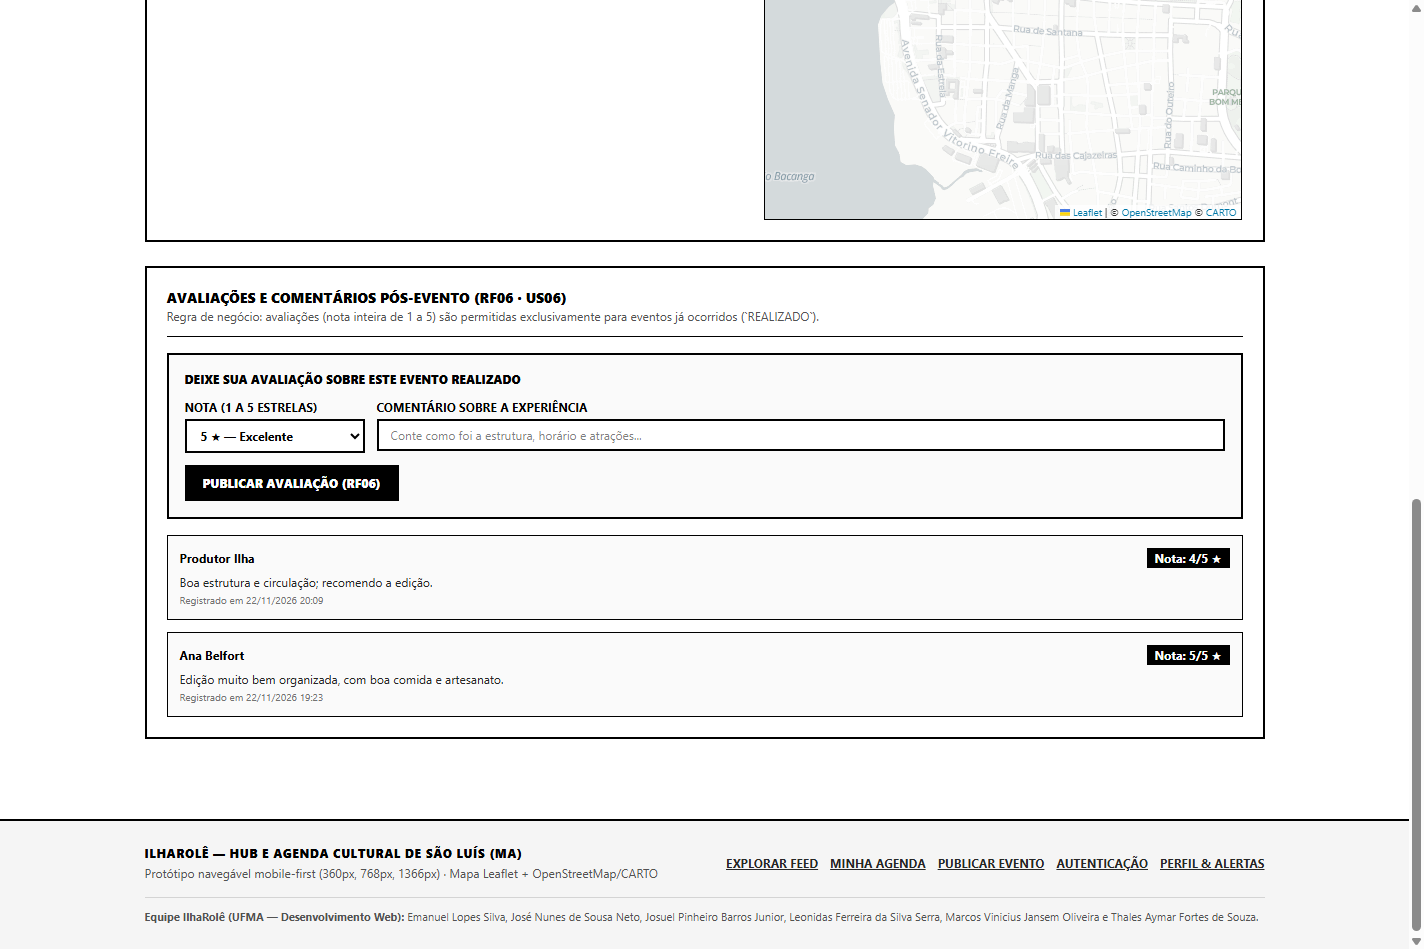 Rua de Santana
Rua da Estrela
Avenida Senador Vitorino Freire
Rua da Manga
Rua do Outeiro
PARQU
BOM ME
Rua das Cajazeiras
Rua Caminho da Bo
o Bacanga
Leaflet | © OpenStreetMap © CARTO
AVALIAÇÕES E COMENTÁRIOS PÓS-EVENTO (RF06 · US06)
Regra de negócio: avaliações (nota inteira de 1 a 5) são permitidas exclusivamente para eventos já ocorridos (`REALIZADO`).
DEIXE SUA AVALIAÇÃO SOBRE ESTE EVENTO REALIZADO
NOTA (1 A 5 ESTRELAS) COMENTÁRIO SOBRE A EXPERIÊNCIA
5 ★ — Excelente Conte como foi a estrutura, horário e atrações...
PUBLICAR AVALIAÇÃO (RF06)
Produtor Ilha Nota: 4/5 ★
Boa estrutura e circulação; recomendo a edição.
Registrado em 22/11/2026 20:09
Ana Belfort Nota: 5/5 ★
Edição muito bem organizada, com boa comida e artesanato.
Registrado em 22/11/2026 19:23
ILHAROLÊ — HUB E AGENDA CULTURAL DE SÃO LUÍS (MA)
Protótipo navegável mobile-first (360px, 768px, 1366px) · Mapa Leaflet + OpenStreetMap/CARTO
EXPLORAR FEED MINHA AGENDA PUBLICAR EVENTO AUTENTICAÇÃO PERFIL & ALERTAS
Equipe IlhaRolê (UFMA — Desenvolvimento Web): Emanuel Lopes Silva, José Nunes de Sousa Neto, Josuel Pinheiro Barros Junior, Leonidas Ferreira da Silva Serra, Marcos Vinicius Jansem Oliveira e Thales Aymar Fortes de Souza.